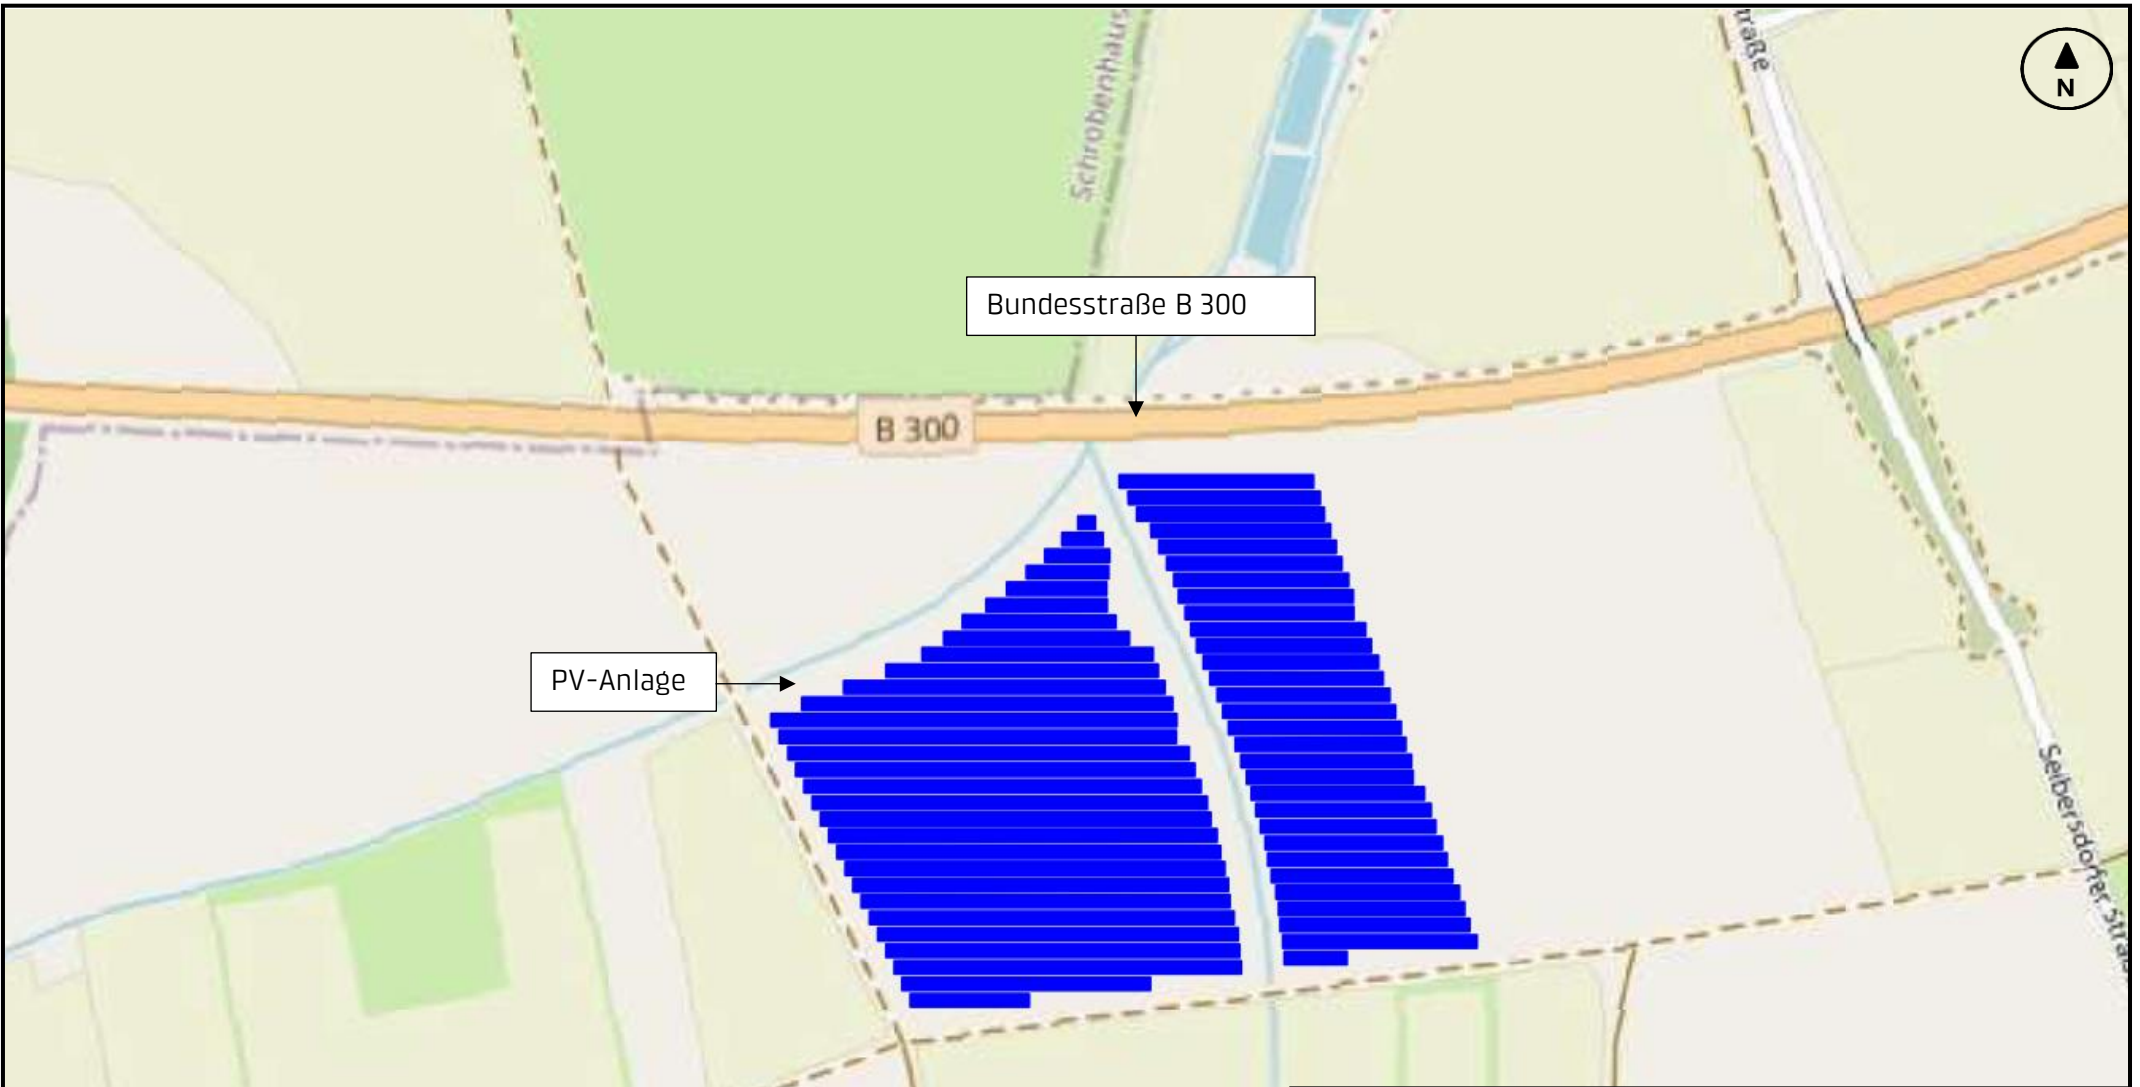 Schrobenhaus
traße
N
Bundesstraße B 300
B 300
PV-Anlage
Seibersdorfer Straß